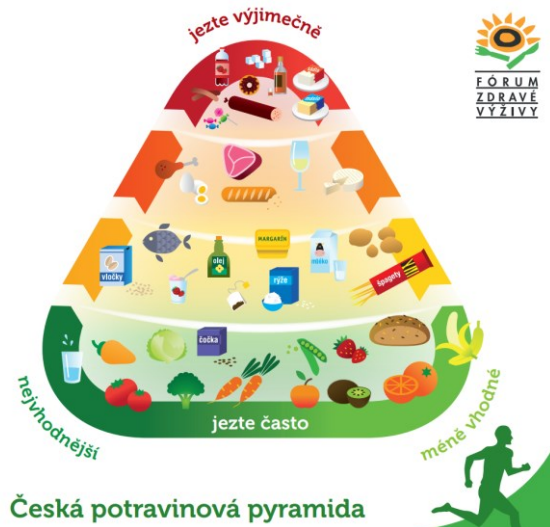 jezte výjimečně
FÓRUM
ZDRAVÉ
VÝŽIVY
MARGARÍN
olej
mléko
vločky
rýže
špagety
čočka
nejvhodnější
jezte často
méně vhodné
Česká potravinová pyramida